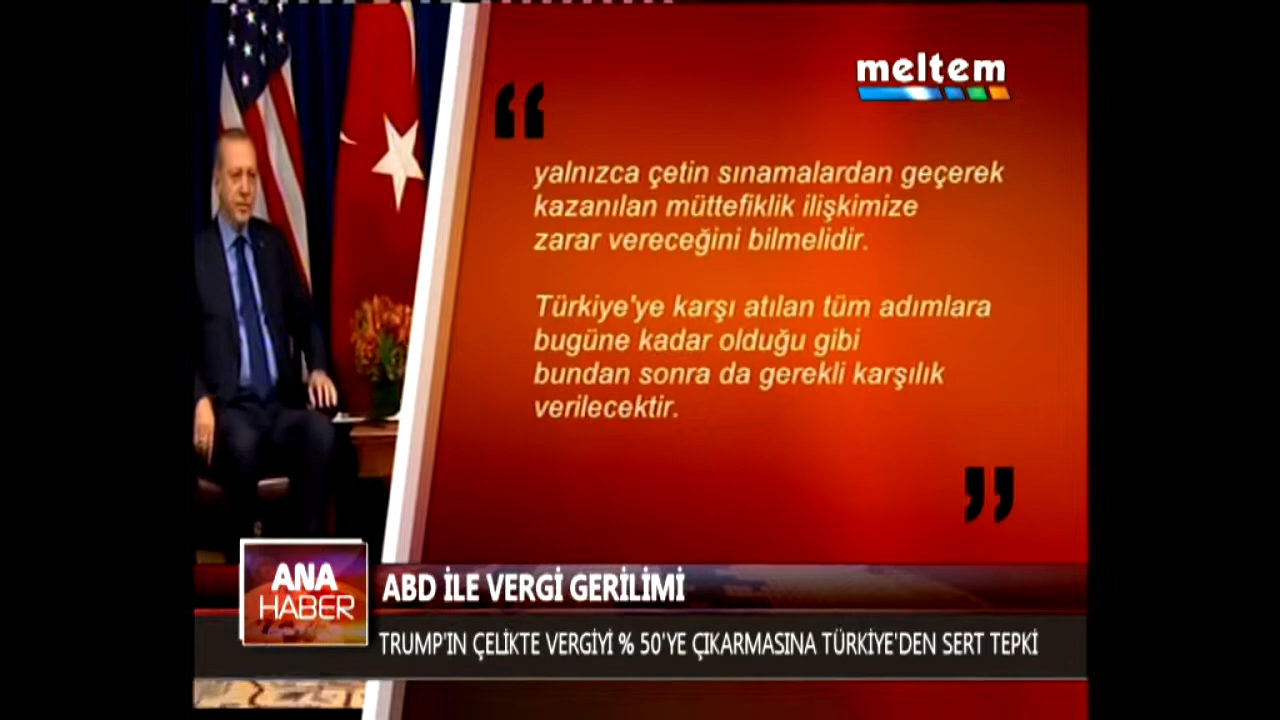 meltem
“
yalnızca çetin sınamalardan geçerek
kazanılan müttefiklik ilişkimize
zarar vereceğini bilmelidir.
Türkiye'ye karşı atılan tüm adımlara
bugüne kadar olduğu gibi
bundan sonra da gerekli karşılık
verilecektir.
”
ANA
HABER
ABD İLE VERGİ GERİLİMİ
TRUMP'IN ÇELİKTE VERGİYİ % 50'YE ÇIKARMASINA TÜRKİYE'DEN SERT TEPKİ